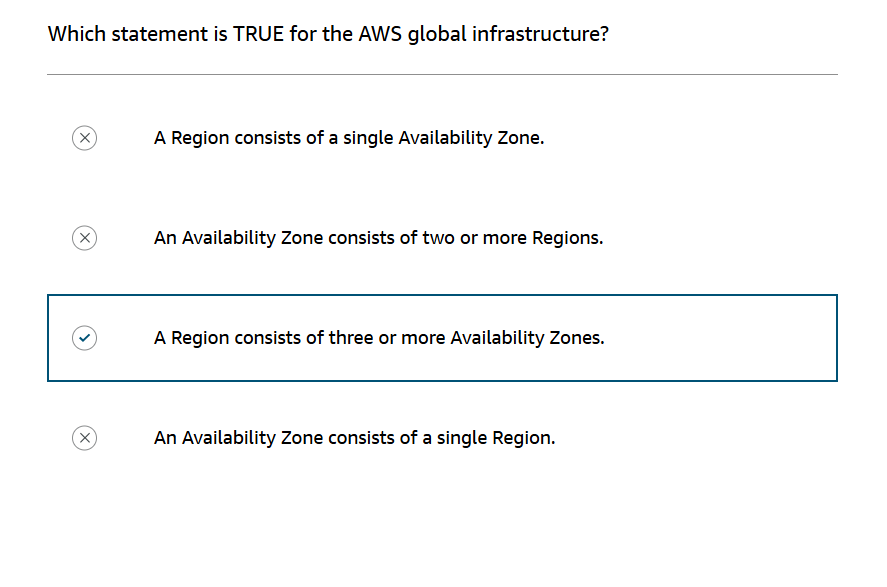 Which statement is TRUE for the AWS global infrastructure?
A Region consists of a single Availability Zone.
An Availability Zone consists of two or more Regions.
A Region consists of three or more Availability Zones.
An Availability Zone consists of a single Region.